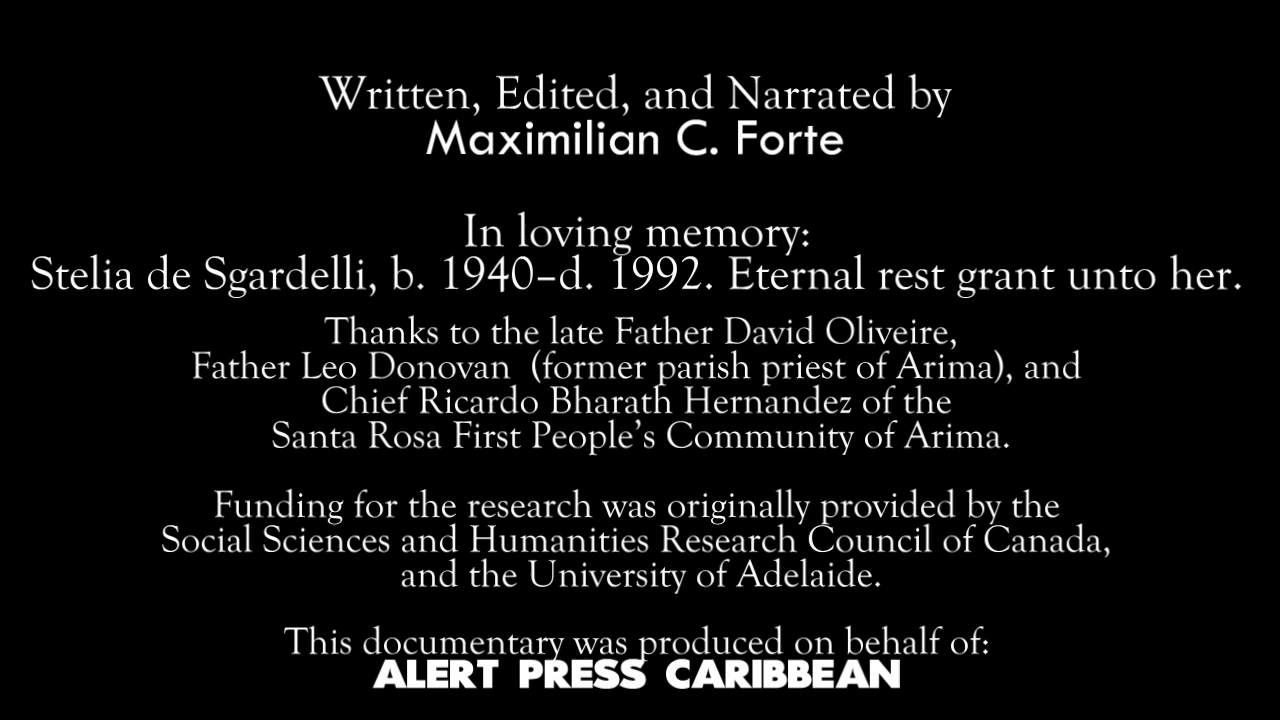 Written, Edited, and Narrated by
Maximilian C. Forte
In loving memory:
Stelia de Sgardelli, b. 1940–d. 1992. Eternal rest grant unto her.
Thanks to the late Father David Oliveire,
Father Leo Donovan (former parish priest of Arima), and
Chief Ricardo Bharath Hernandez of the
Santa Rosa First People’s Community of Arima.
Funding for the research was originally provided by the
Social Sciences and Humanities Research Council of Canada,
and the University of Adelaide.
This documentary was produced on behalf of:
ALERT PRESS CARIBBEAN